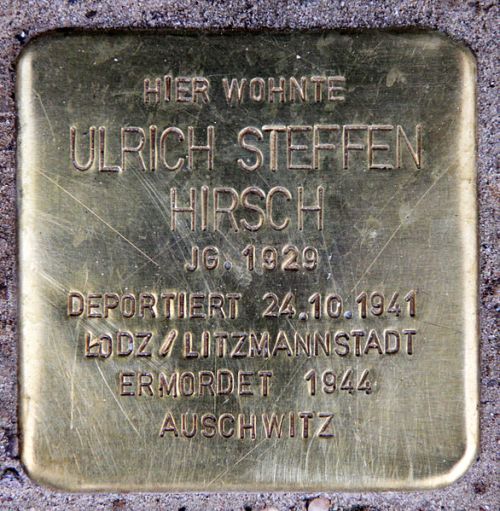 HIER WOHNTE
ULRICH STEFFEN
HIRSCH
JG. 1929
DEPORTIERT 24.10.1941
ŁODZ/LITZMANNSTADT
ERMORDET 1944
AUSCHWITZ